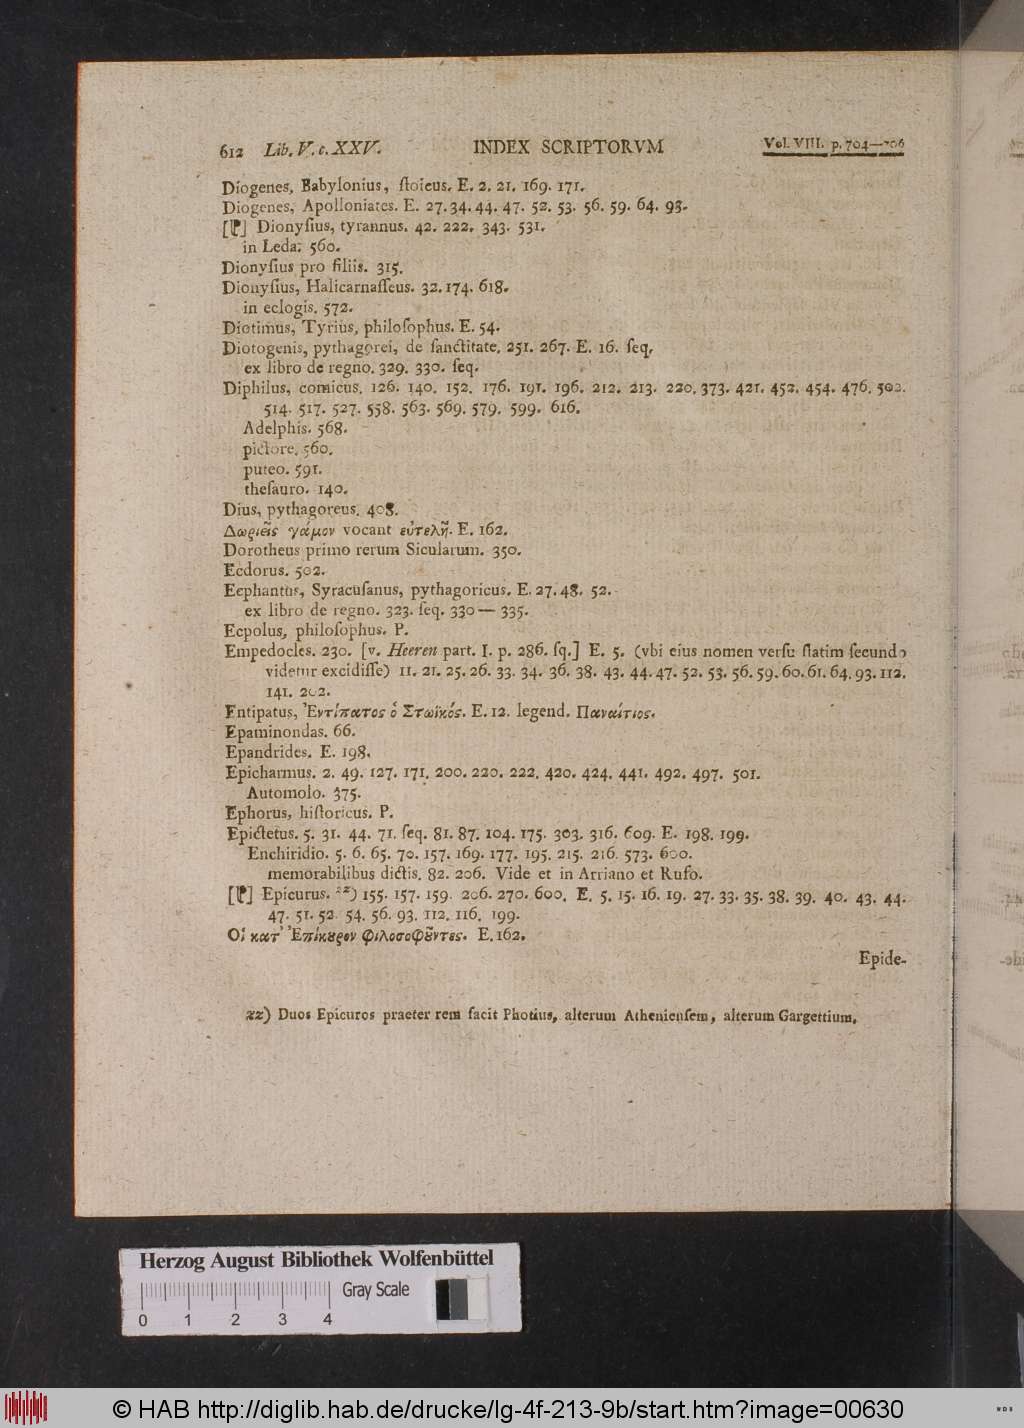 612 Lib. V. c. XXV. INDEX SCRIPTORVM Vol. VIII. p. 704—706
Diogenes, Babylonius, ſtoicus. E. 2. 21. 169. 171.
Diogenes, Apolloniates. E. 27. 34. 44. 47. 52. 53. 56. 59. 64. 93.
[⁋] Dionyſius, tyrannus. 42. 222. 343. 531.
in Leda: 560.
Dionyſius pro filiis. 315.
Dionyſius, Halicarnaſſeus. 32. 174. 618.
in eclogis. 572.
Diotimus, Tyrius, philoſophus. E. 54.
Diotogenis, pythagorei, de ſanctitate. 251. 267. E. 16. ſeq.
ex libro de regno. 329. 330. ſeq.
Diphilus, comicus. 126. 140. 152. 176. 191. 196. 212. 213. 220. 373. 421. 452. 454. 476. 502.
514. 517. 527. 558. 563. 569. 579. 599. 616.
Adelphis. 568.
pictore. 560.
puteo. 591.
theſauro. 140.
Dius, pythagoreus. 408.
Δωριεῖς γάμον vocant εὐτελῆ. E. 162.
Dorotheus primo rerum Sicularum. 350.
Ecdorus. 502.
Ecphantus, Syracuſanus, pythagoricus. E. 27. 48. 52.
ex libro de regno. 323. ſeq. 330 — 335.
Ecpolus, philoſophus. P.
Empedocles. 230. [v. Heeren part. I. p. 286. ſq.] E. 5. (vbi eius nomen verſu ſtatim ſecundo
videtur excidiſſe) 11. 21. 25. 26. 33. 34. 36. 38. 43. 44. 47. 52. 53. 56. 59. 60. 61. 64. 93. 112.
141. 202.
Entipatus, Ἐντίπατος ὁ Στωϊκός. E. 12. legend. Παναίτιος.
Epaminondas. 66.
Epandrides. E. 198.
Epicharmus. 2. 49. 127. 171. 200. 220. 222. 420. 424. 441. 492. 497. 501.
Automolo. 375.
Ephorus, hiſtoricus. P.
Epictetus. 5. 31. 44. 71. ſeq. 81. 87. 104. 175. 303. 316. 609. E. 198. 199.
Enchiridio. 5. 6. 65. 70. 157. 169. 177. 195. 215. 216. 573. 600.
memorabilibus dictis. 82. 206. Vide et in Arriano et Rufo.
[⁋] Epicurus. zz) 155. 157. 159. 206. 270. 600. E. 5. 15. 16. 19. 27. 33. 35. 38. 39. 40. 43. 44.
47. 51. 52. 54. 56. 93. 112. 116. 199.
Οἱ κατ' Ἐπίκȣρον φιλοσοφȣ͂ντες. E. 162.
Epide-
zz) Duos Epicuros praeter rem facit Photius, alterum Athenienſem, alterum Gargettium.
Herzog August Bibliothek Wolfenbüttel
Gray Scale
0 1 2 3 4
© HAB http://diglib.hab.de/drucke/lg-4f-213-9b/start.htm?image=00630